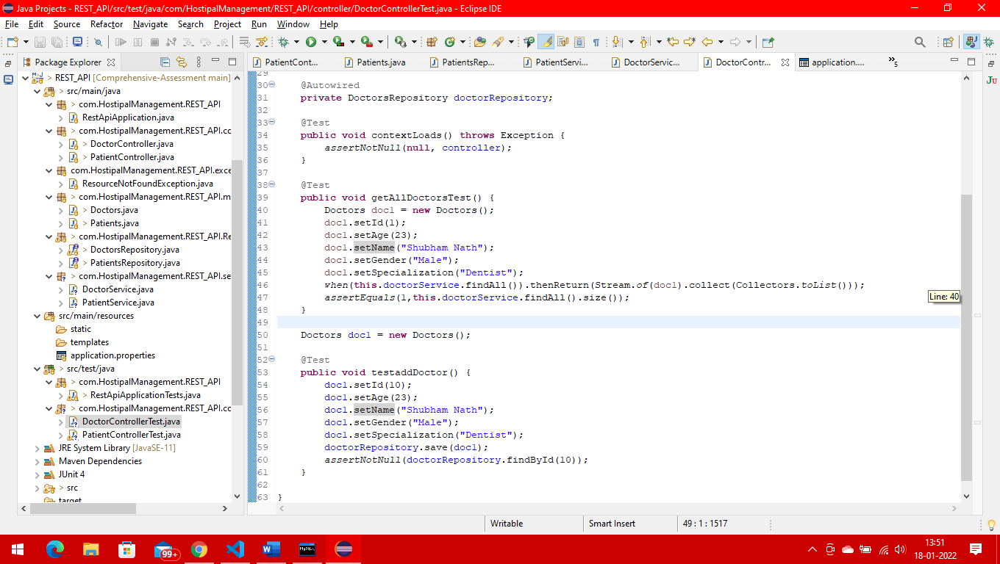 Java Projects - REST_API/src/test/java/com/HostipalManagement/REST_API/controller/DoctorControllerTest.java - Eclipse IDE
File Edit Source Refactor Navigate Search Project Run Window Help
Package Explorer
PatientCont... Patients.java PatientsRep... PatientServi... DoctorServic... DoctorContr... application.... »5
> REST_API [Comprehensive-Assessment main]
> src/main/java
> com.HostipalManagement.REST_API
RestApiApplication.java
> com.HostipalManagement.REST_API.cc
> DoctorController.java
> PatientController.java
com.HostipalManagement.REST_API.exce
ResourceNotFoundException.java
> com.HostipalManagement.REST_API.m
> Doctors.java
> Patients.java
> com.HostipalManagement.REST_API.Re
> DoctorsRepository.java
> PatientsRepository.java
> com.HostipalManagement.REST_API.se
DoctorService.java
PatientService.java
src/main/resources
static
templates
application.properties
> src/test/java
> com.HostipalManagement.REST_API
> RestApiApplicationTests.java
> com.HostipalManagement.REST_API.cc
DoctorControllerTest.java
PatientControllerTest.java
JRE System Library [JavaSE-11]
Maven Dependencies
JUnit 4
> src
target
29
30 @Autowired
31 private DoctorsRepository doctorRepository;
32
33 @Test
34 public void contextLoads() throws Exception {
35 assertNotNull(null, controller);
36 }
37
38 @Test
39 public void getAllDoctorsTest() {
40 Doctors doc1 = new Doctors();
41 doc1.setId(1);
42 doc1.setAge(23);
43 doc1.setName("Shubham Nath");
44 doc1.setGender("Male");
45 doc1.setSpecialization("Dentist");
46 when(this.doctorService.findAll()).thenReturn(Stream.of(doc1).collect(Collectors.toList()));
47 assertEquals(1,this.doctorService.findAll().size());
48 }
49
50 Doctors doc1 = new Doctors();
51
52 @Test
53 public void testaddDoctor() {
54 doc1.setId(10);
55 doc1.setAge(23);
56 doc1.setName("Shubham Nath");
57 doc1.setGender("Male");
58 doc1.setSpecialization("Dentist");
59 doctorRepository.save(doc1);
60 assertNotNull(doctorRepository.findById(10));
61 }
62
63 }
Line: 40
Ju
Writable Smart Insert 49 : 1 : 1517
99+
MySQL
13:51
18-01-2022